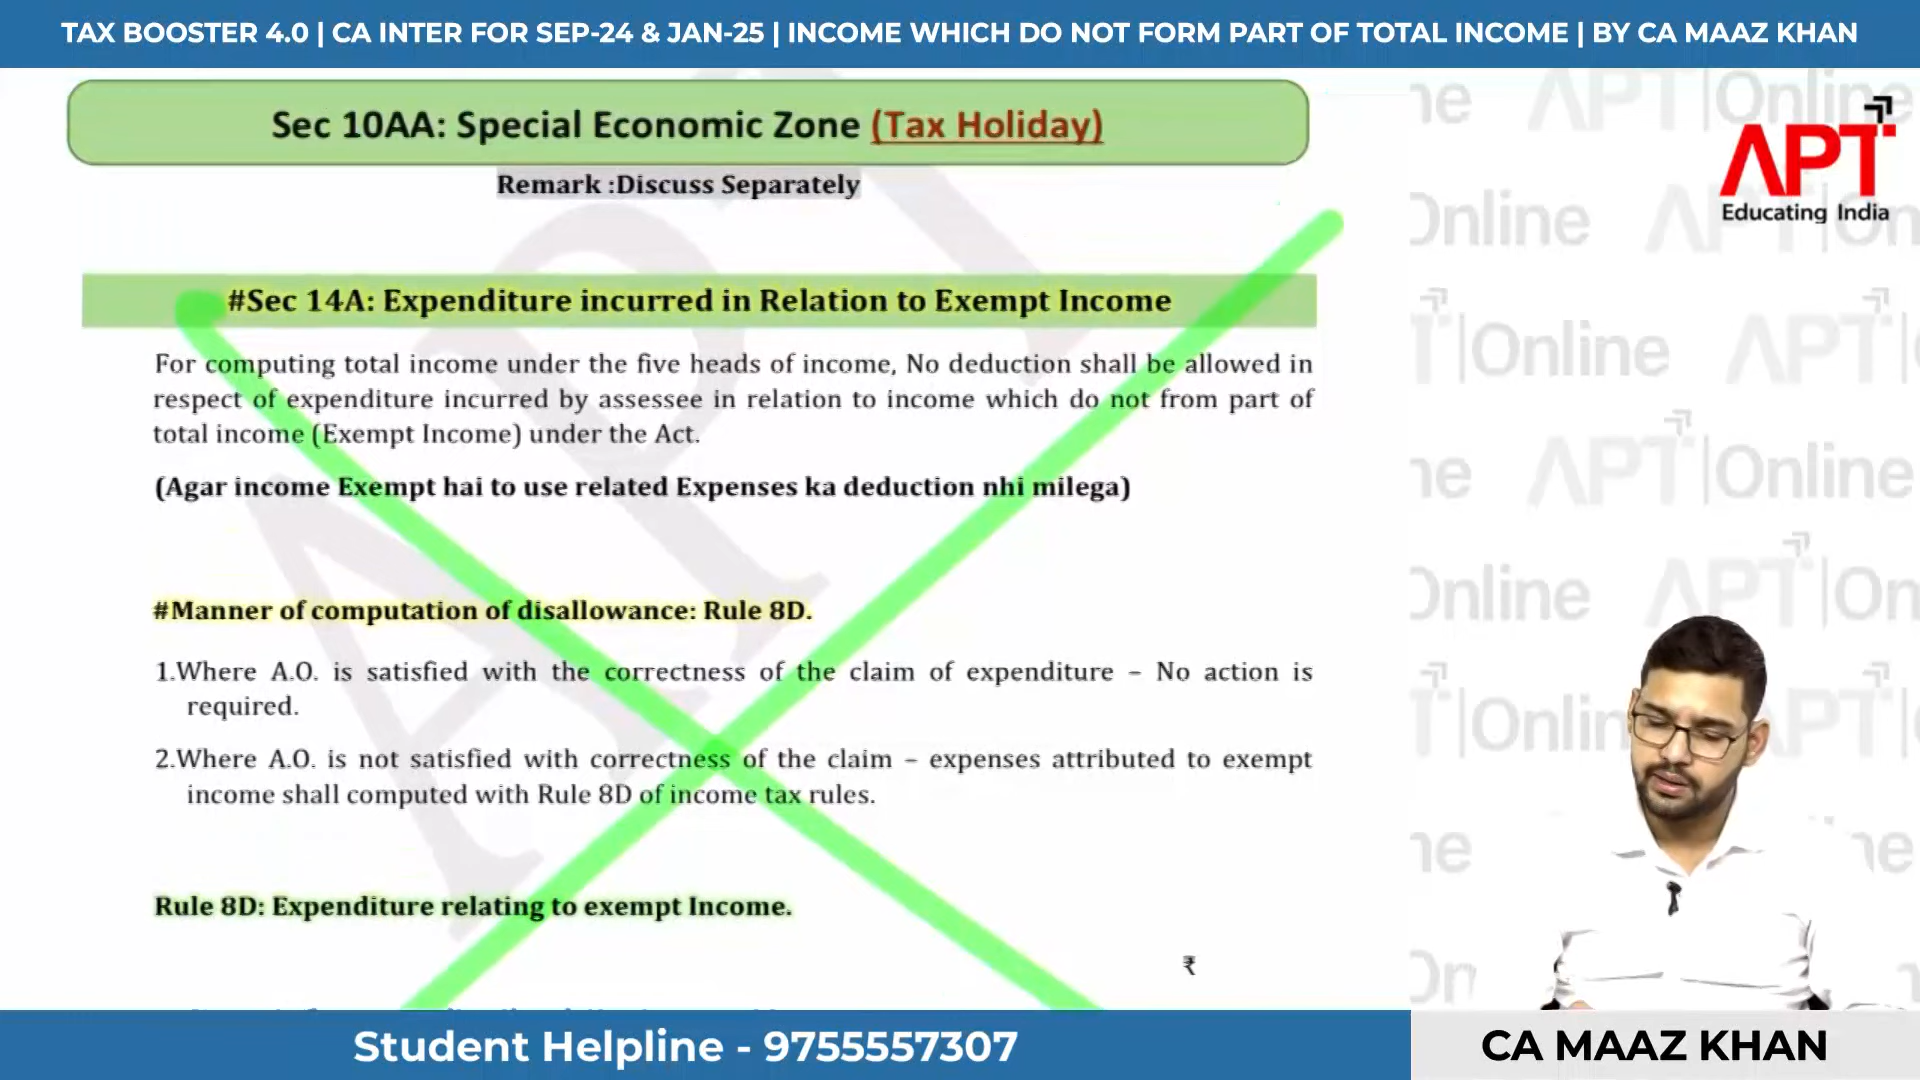 TAX BOOSTER 4.0 | CA INTER FOR SEP-24 & JAN-25 | INCOME WHICH DO NOT FORM PART OF TOTAL INCOME | BY CA MAAZ KHAN
Sec 10AA: Special Economic Zone (Tax Holiday)
Remark :Discuss Separately
APT
Educating India
#Sec 14A: Expenditure incurred in Relation to Exempt Income
For computing total income under the five heads of income, No deduction shall be allowed in
respect of expenditure incurred by assessee in relation to income which do not from part of
total income (Exempt Income) under the Act.
(Agar income Exempt hai to use related Expenses ka deduction nhi milega)
#Manner of computation of disallowance: Rule 8D.
1.Where A.O. is satisfied with the correctness of the claim of expenditure – No action is
required.
2.Where A.O. is not satisfied with correctness of the claim – expenses attributed to exempt
income shall computed with Rule 8D of income tax rules.
Rule 8D: Expenditure relating to exempt Income.
₹
Student Helpline - 9755557307
CA MAAZ KHAN